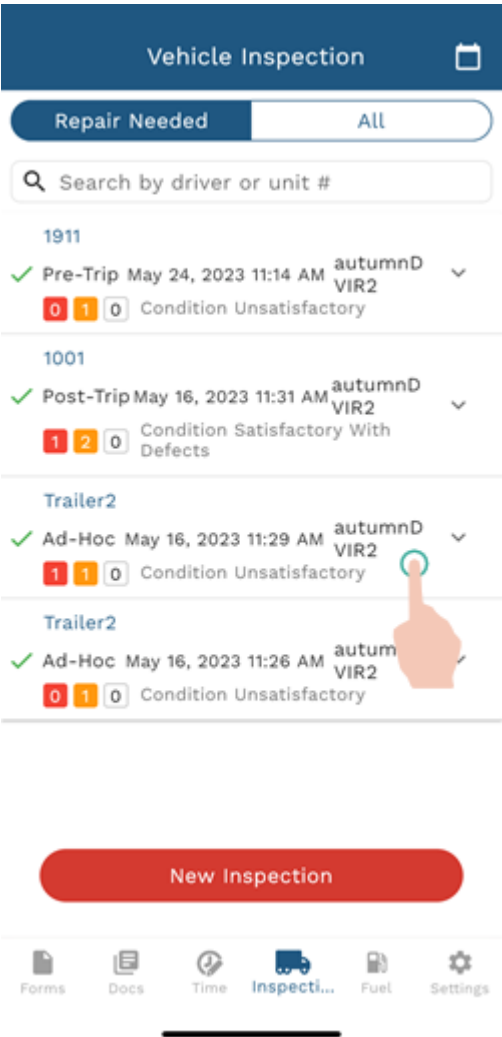 Vehicle Inspection
Repair Needed All
Search by driver or unit #
1911
Pre-Trip May 24, 2023 11:14 AM autumnD
VIR2
0 1 0 Condition Unsatisfactory
1001
Post-Trip May 16, 2023 11:31 AM autumnD
VIR2
1 2 0 Condition Satisfactory With
Defects
Trailer2
Ad-Hoc May 16, 2023 11:29 AM autumnD
VIR2
1 1 0 Condition Unsatisfactory
Trailer2
Ad-Hoc May 16, 2023 11:26 AM autum
VIR2
0 1 0 Condition Unsatisfactory
New Inspection
Forms Docs Time Inspecti... Fuel Settings